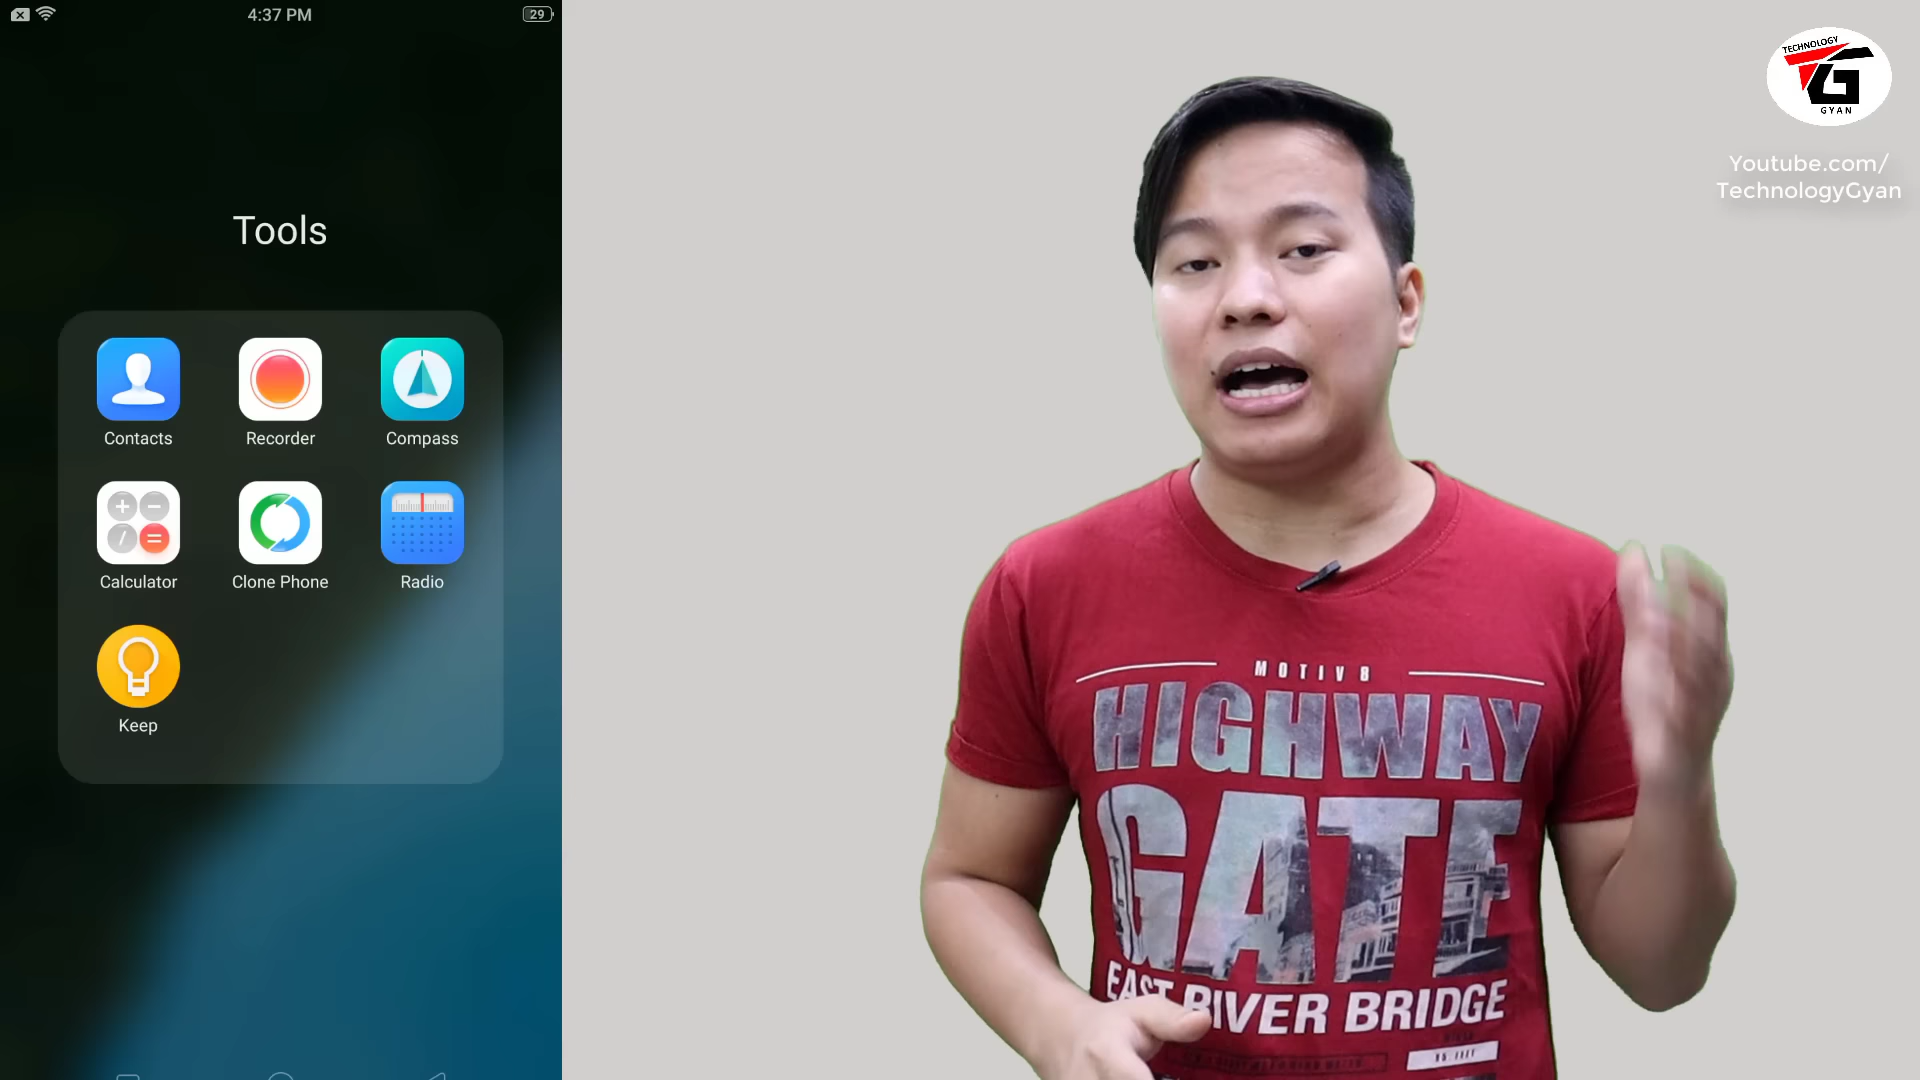 4:37 PM
29
Tools
Contacts
Recorder
Compass
Calculator
Clone Phone
Radio
Keep
TECHNOLOGY
TG
GYAN
Youtube.com/
TechnologyGyan
MOTIV8
HIGHWAY
GATE
EAST RIVER BRIDGE